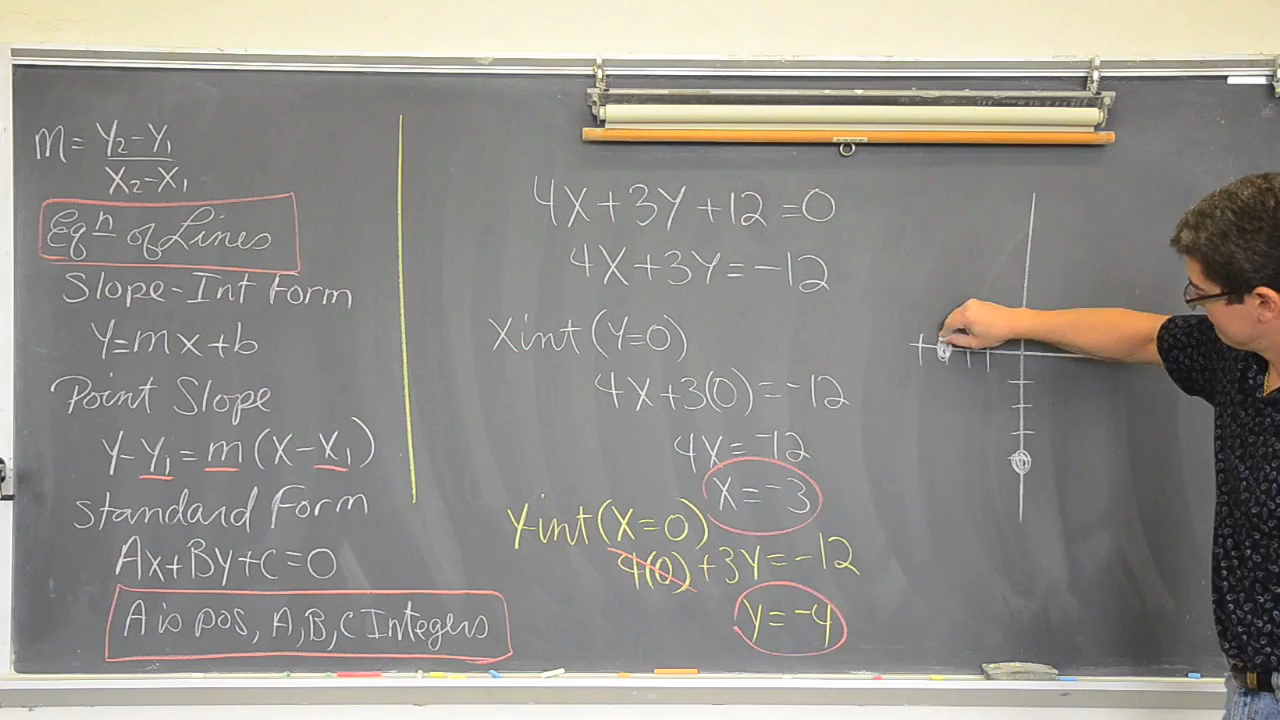 m = Y₂-Y₁ / X₂-X₁
Eqⁿ of Lines
Slope-Int Form
Y=mx+b
Point Slope
Y-Y₁=m(X-X₁)
Standard Form
Ax+By+C=0
A is pos, A,B,C Integers
4X+3Y+12=0
4X+3Y=-12
Xint (Y=0)
4X+3(0)=-12
4X=-12
X=-3
Yint (X=0)
4(0)+3Y=-12
y=-4